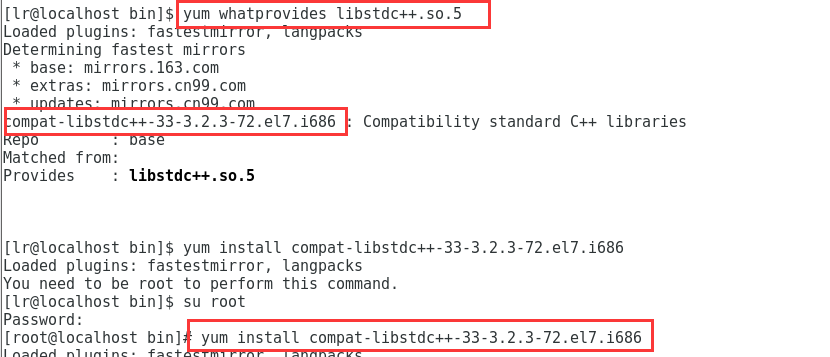 [lr@localhost bin]$ yum whatprovides libstdc++.so.5
Loaded plugins: fastestmirror, langpacks
Determining fastest mirrors
 * base: mirrors.163.com
 * extras: mirrors.cn99.com
 * updates: mirrors.cn99.com
compat-libstdc++-33-3.2.3-72.el7.i686 : Compatibility standard C++ libraries
Repo        : base
Matched from:
Provides    : libstdc++.so.5
[lr@localhost bin]$ yum install compat-libstdc++-33-3.2.3-72.el7.i686
Loaded plugins: fastestmirror, langpacks
You need to be root to perform this command.
[lr@localhost bin]$ su root
Password:
[root@localhost bin]# yum install compat-libstdc++-33-3.2.3-72.el7.i686
Loaded plugins: fastestmirror, langpacks